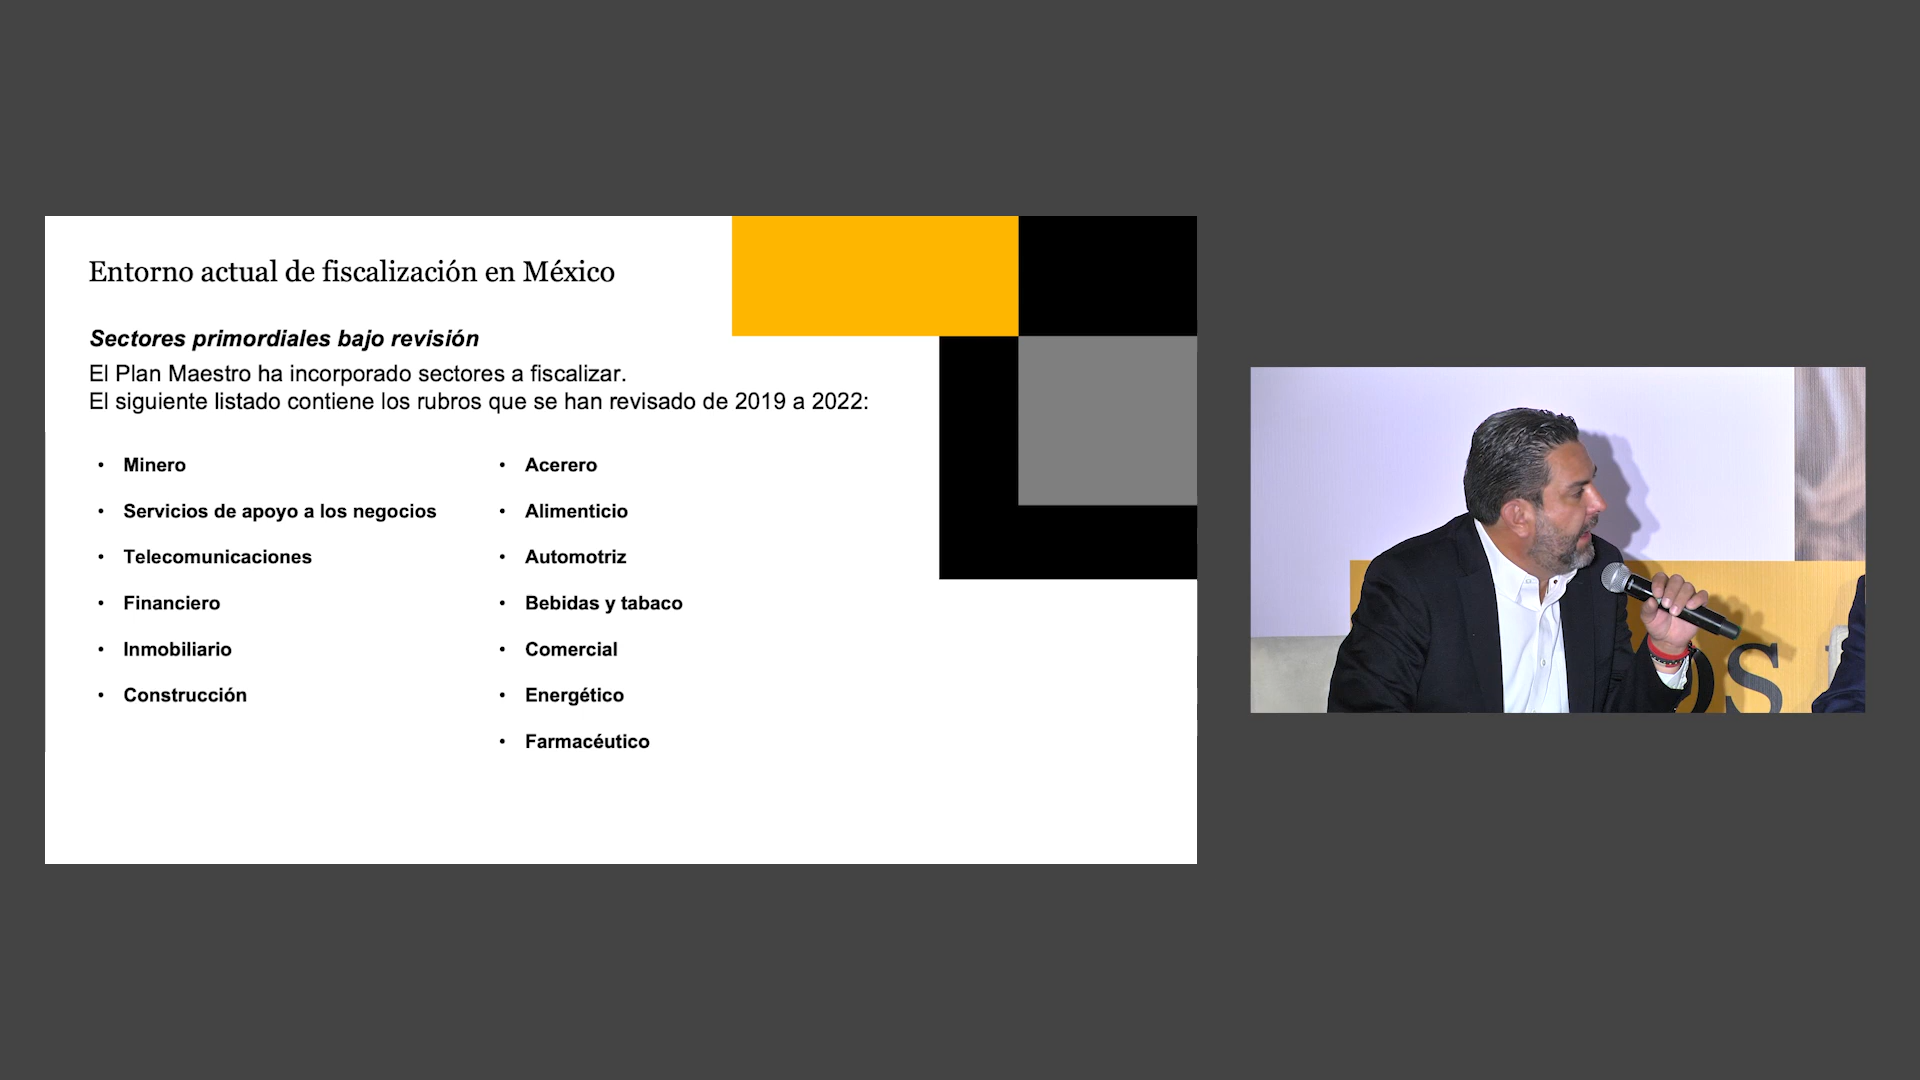 Entorno actual de fiscalización en México
Sectores primordiales bajo revisión
El Plan Maestro ha incorporado sectores a fiscalizar.
El siguiente listado contiene los rubros que se han revisado de 2019 a 2022:
• Minero
• Servicios de apoyo a los negocios
• Telecomunicaciones
• Financiero
• Inmobiliario
• Construcción
• Acerero
• Alimenticio
• Automotriz
• Bebidas y tabaco
• Comercial
• Energético
• Farmacéutico